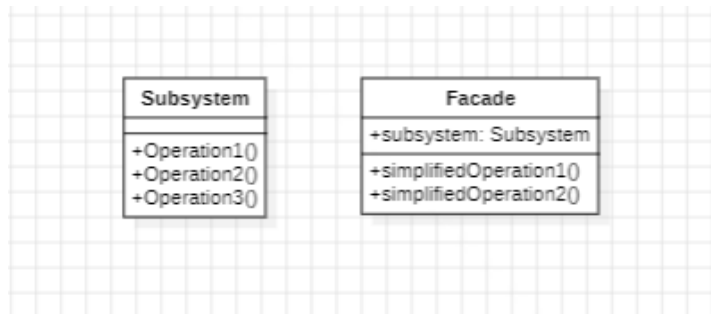 Subsystem
+Operation1()
+Operation2()
+Operation3()
Facade
+subsystem: Subsystem
+simplifiedOperation1()
+simplifiedOperation2()